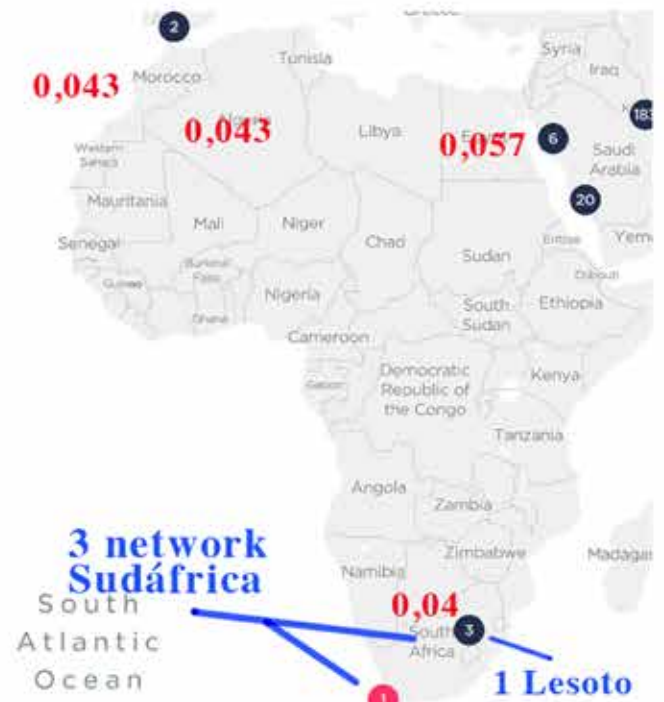 2
Tunisia
Syria
Iraq
Morocco
0,043
0,043
Libya
0,057
6
183
Saudi
Arabia
Western
Sahara
Mauritania
20
Mali
Niger
Chad
Senegal
Sudan
Eritrea
Yem
Burkina
Faso
Djibouti
Guinea
Nigeria
South
Sudan
Ethiopia
Ghana
Cameroon
Gabon
Democratic
Republic of
the Congo
Kenya
Tanzania
Angola
Zambia
3 network
Sudáfrica
Zimbabwe
Madagas
Namibia
South
Atlantic
Ocean
0,04
South
Africa
3
1 Lesoto
1